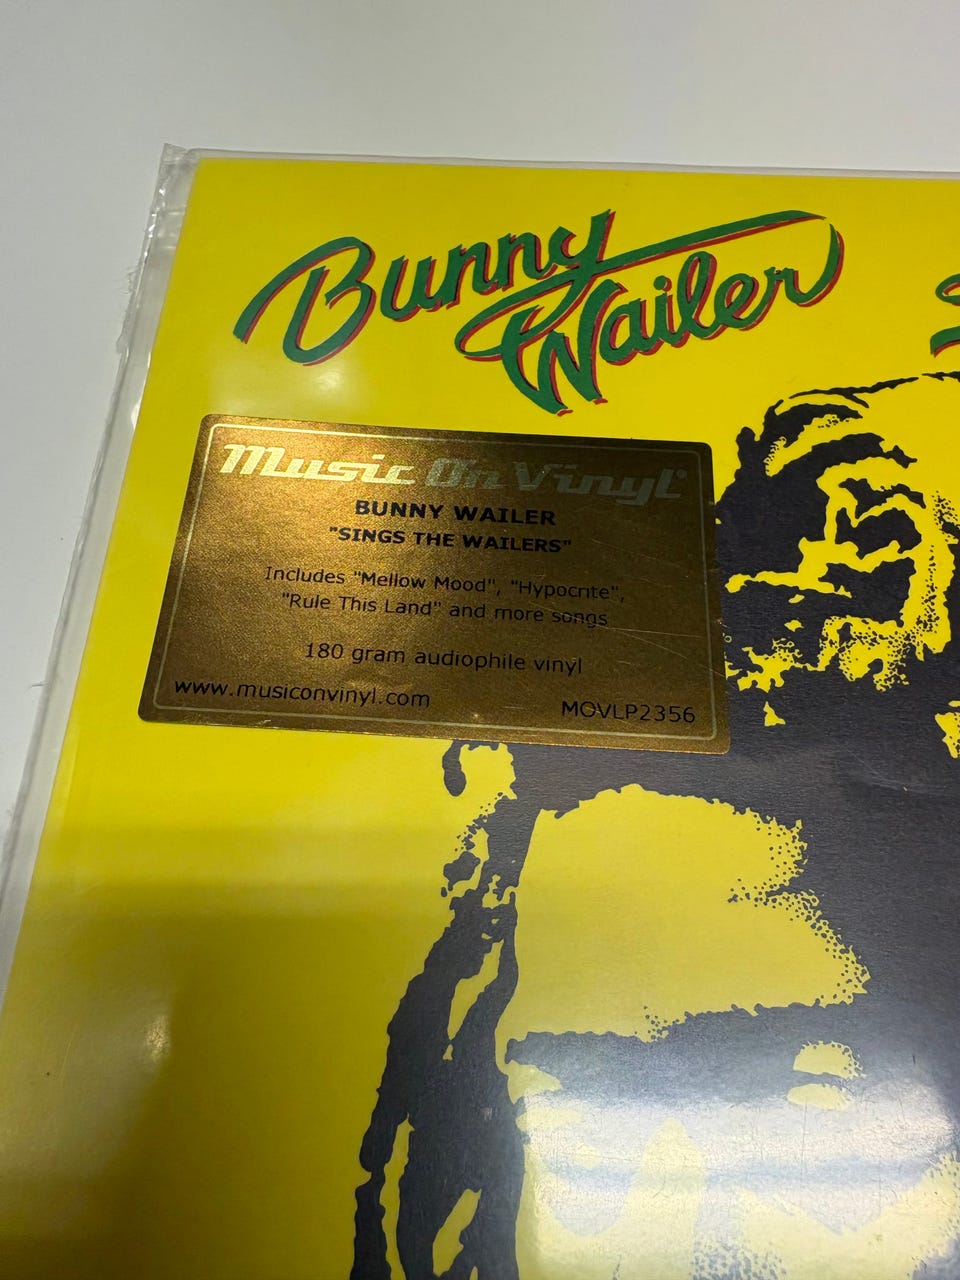 Bunny
Wailer
Music On Vinyl®
BUNNY WAILER
"SINGS THE WAILERS"
Includes "Mellow Mood", "Hypocrite",
"Rule This Land" and more songs
180 gram audiophile vinyl
www.musiconvinyl.com MOVLP2356